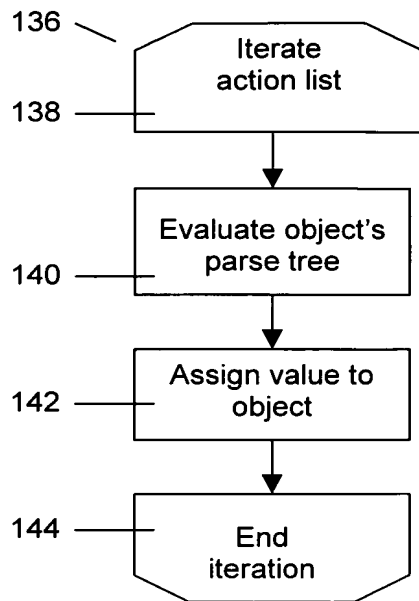 136
Iterate
action list
138
Evaluate object's
parse tree
140
Assign value to
object
142
144
End
iteration